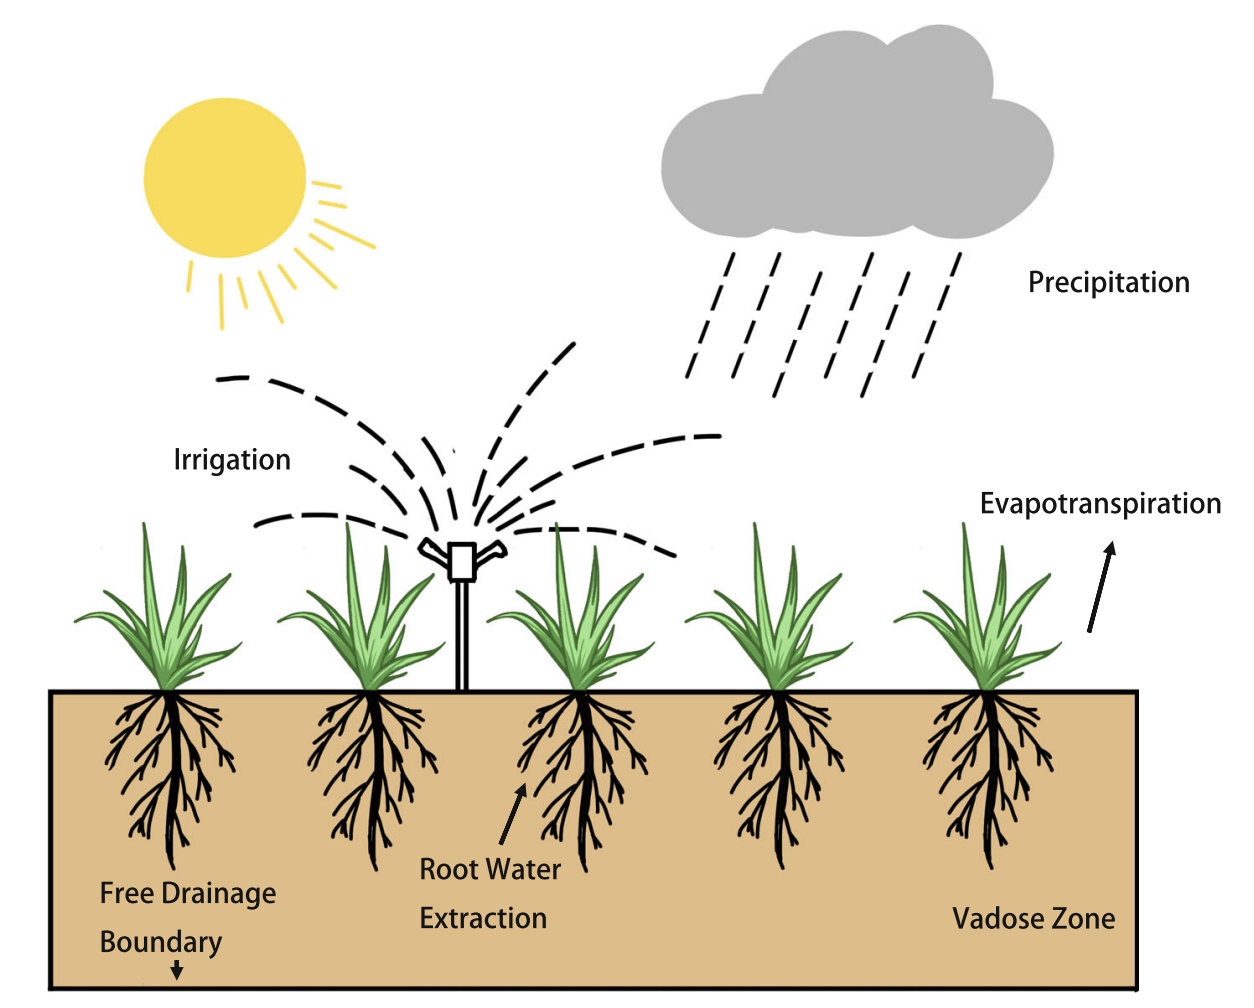 Precipitation
Irrigation
Evapotranspiration
Root Water
Extraction
Free Drainage
Boundary
Vadose Zone